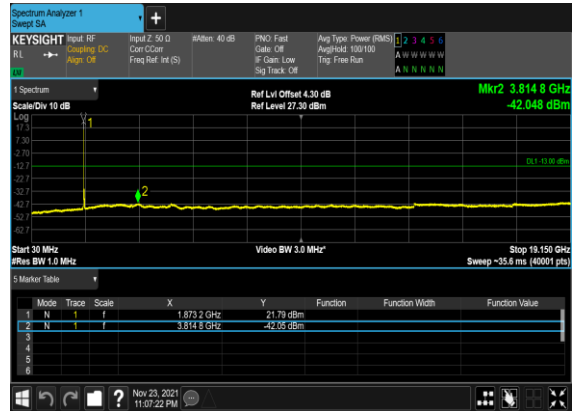 Spectrum Analyzer 1
Swept SA
+
KEYSIGHT Input: RF Input Z: 50 Ω #Atten: 40 dB PNO: Fast Avg Type: Power (RMS) 1 2 3 4 5 6
RL Coupling: DC Corr CCorr Gate: Off Avg|Hold: 100/100 A W W W W W
Align: Off Freq Ref: Int (S) IF Gain: Low Trig: Free Run
LW Sig Track: Off A N N N N N
1 Spectrum Ref Lvl Offset 4.30 dB Mkr2 3.814 8 GHz
Scale/Div 10 dB Ref Level 27.30 dBm -42.048 dBm
Log
17.3
7.30
-2.70
-12.7
-22.7
-32.7
-42.7
-52.7
-62.7
1
2
DL1 -13.00 dBm
Start 30 MHz Video BW 3.0 MHz* Stop 19.150 GHz
#Res BW 1.0 MHz Sweep ~35.6 ms (40001 pts)
5 Marker Table
Mode Trace Scale X Y Function Function Width Function Value
1 N 1 f 1.873 2 GHz 21.79 dBm
2 N 1 f 3.814 8 GHz -42.05 dBm
3
4
5
6
? Nov 23, 2021
11:07:22 PM